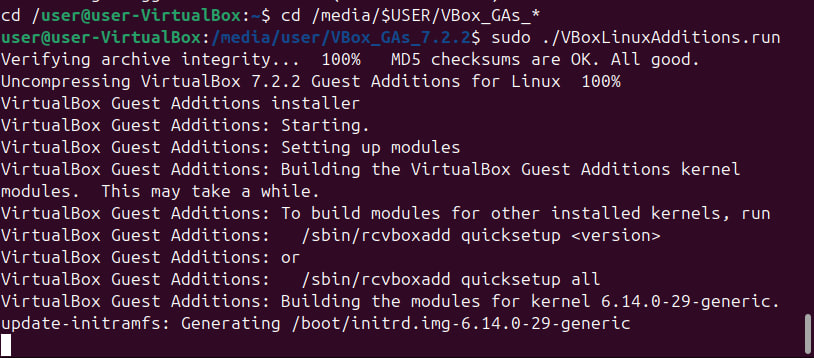 cd /user@user-VirtualBox:~$ cd /media/$USER/VBox_GAs_*
user@user-VirtualBox:/media/user/VBox_GAs_7.2.2$ sudo ./VBoxLinuxAdditions.run
Verifying archive integrity...  100%   MD5 checksums are OK. All good.
Uncompressing VirtualBox 7.2.2 Guest Additions for Linux  100%
VirtualBox Guest Additions installer
VirtualBox Guest Additions: Starting.
VirtualBox Guest Additions: Setting up modules
VirtualBox Guest Additions: Building the VirtualBox Guest Additions kernel
modules.  This may take a while.
VirtualBox Guest Additions: To build modules for other installed kernels, run
VirtualBox Guest Additions:   /sbin/rcvboxadd quicksetup <version>
VirtualBox Guest Additions: or
VirtualBox Guest Additions:   /sbin/rcvboxadd quicksetup all
VirtualBox Guest Additions: Building the modules for kernel 6.14.0-29-generic.
update-initramfs: Generating /boot/initrd.img-6.14.0-29-generic